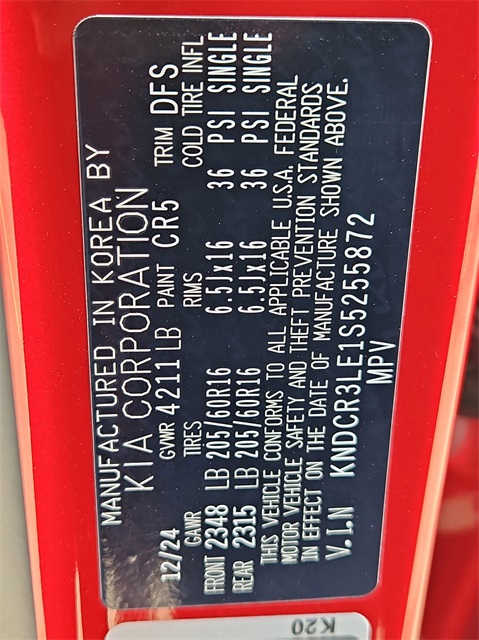 MANUFACTURED IN KOREA BY
KIA CORPORATION
12/24 GVWR 4211 LB PAINT CR5 TRIM DFS
GAWR TIRES RIMS COLD TIRE INFL
FRONT 2348 LB 205/60R16 6.5Jx16 36 PSI SINGLE
REAR 2315 LB 205/60R16 6.5Jx16 36 PSI SINGLE
THIS VEHICLE CONFORMS TO ALL APPLICABLE U.S.A. FEDERAL
MOTOR VEHICLE SAFETY AND THEFT PREVENTION STANDARDS
IN EFFECT ON THE DATE OF MANUFACTURE SHOWN ABOVE.
V.I.N KNDCR3LE1S5255872
MPV
K20